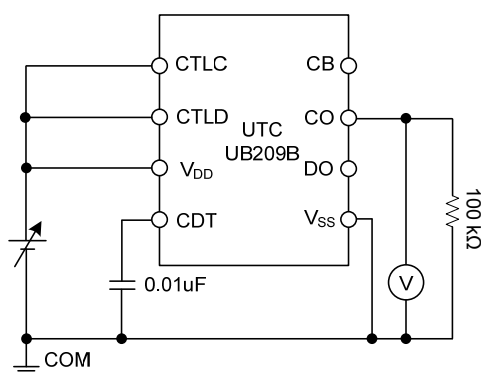 CTLC
CTLD
VDD
CDT
UTC
UB209B
CB
CO
DO
VSS
100 kΩ
V
0.01uF
COM